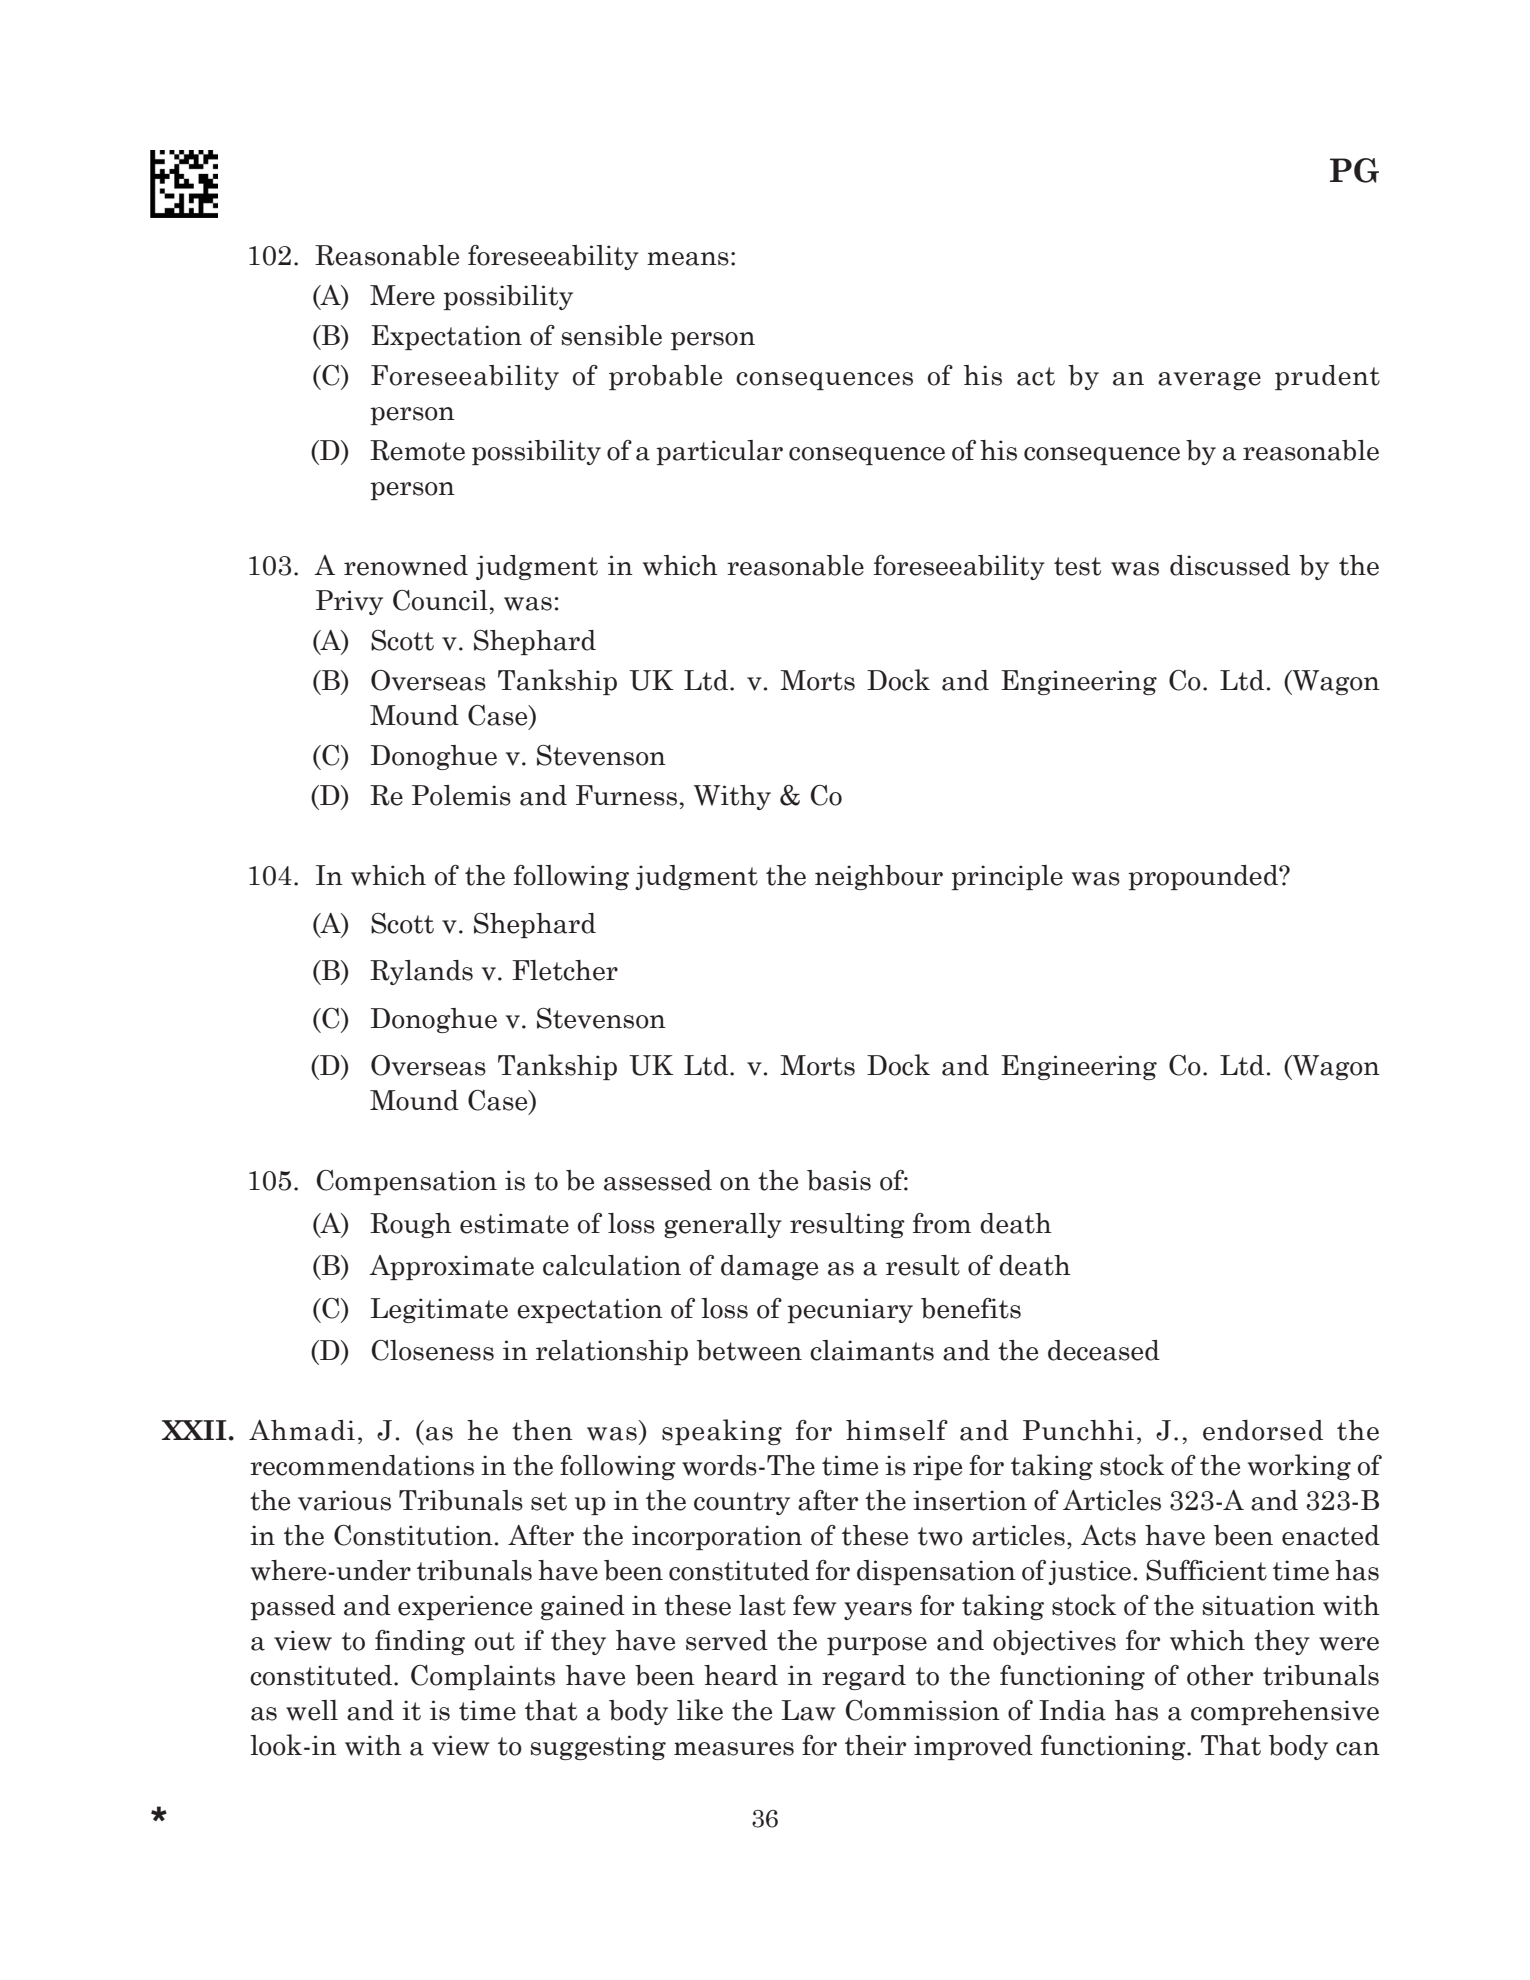 PG
102. Reasonable foreseeability means:
(A) Mere possibility
(B) Expectation of sensible person
(C) Foreseeability of probable consequences of his act by an average prudent
person
(D) Remote possibility of a particular consequence of his consequence by a reasonable
person
103. A renowned judgment in which reasonable foreseeability test was discussed by the
Privy Council, was:
(A) Scott v. Shephard
(B) Overseas Tankship UK Ltd. v. Morts Dock and Engineering Co. Ltd. (Wagon
Mound Case)
(C) Donoghue v. Stevenson
(D) Re Polemis and Furness, Withy & Co
104. In which of the following judgment the neighbour principle was propounded?
(A) Scott v. Shephard
(B) Rylands v. Fletcher
(C) Donoghue v. Stevenson
(D) Overseas Tankship UK Ltd. v. Morts Dock and Engineering Co. Ltd. (Wagon
Mound Case)
105. Compensation is to be assessed on the basis of:
(A) Rough estimate of loss generally resulting from death
(B) Approximate calculation of damage as a result of death
(C) Legitimate expectation of loss of pecuniary benefits
(D) Closeness in relationship between claimants and the deceased
XXII. Ahmadi, J. (as he then was) speaking for himself and Punchhi, J., endorsed the
recommendations in the following words-The time is ripe for taking stock of the working of
the various Tribunals set up in the country after the insertion of Articles 323-A and 323-B
in the Constitution. After the incorporation of these two articles, Acts have been enacted
where-under tribunals have been constituted for dispensation of justice. Sufficient time has
passed and experience gained in these last few years for taking stock of the situation with
a view to finding out if they have served the purpose and objectives for which they were
constituted. Complaints have been heard in regard to the functioning of other tribunals
as well and it is time that a body like the Law Commission of India has a comprehensive
look-in with a view to suggesting measures for their improved functioning. That body can
* 36